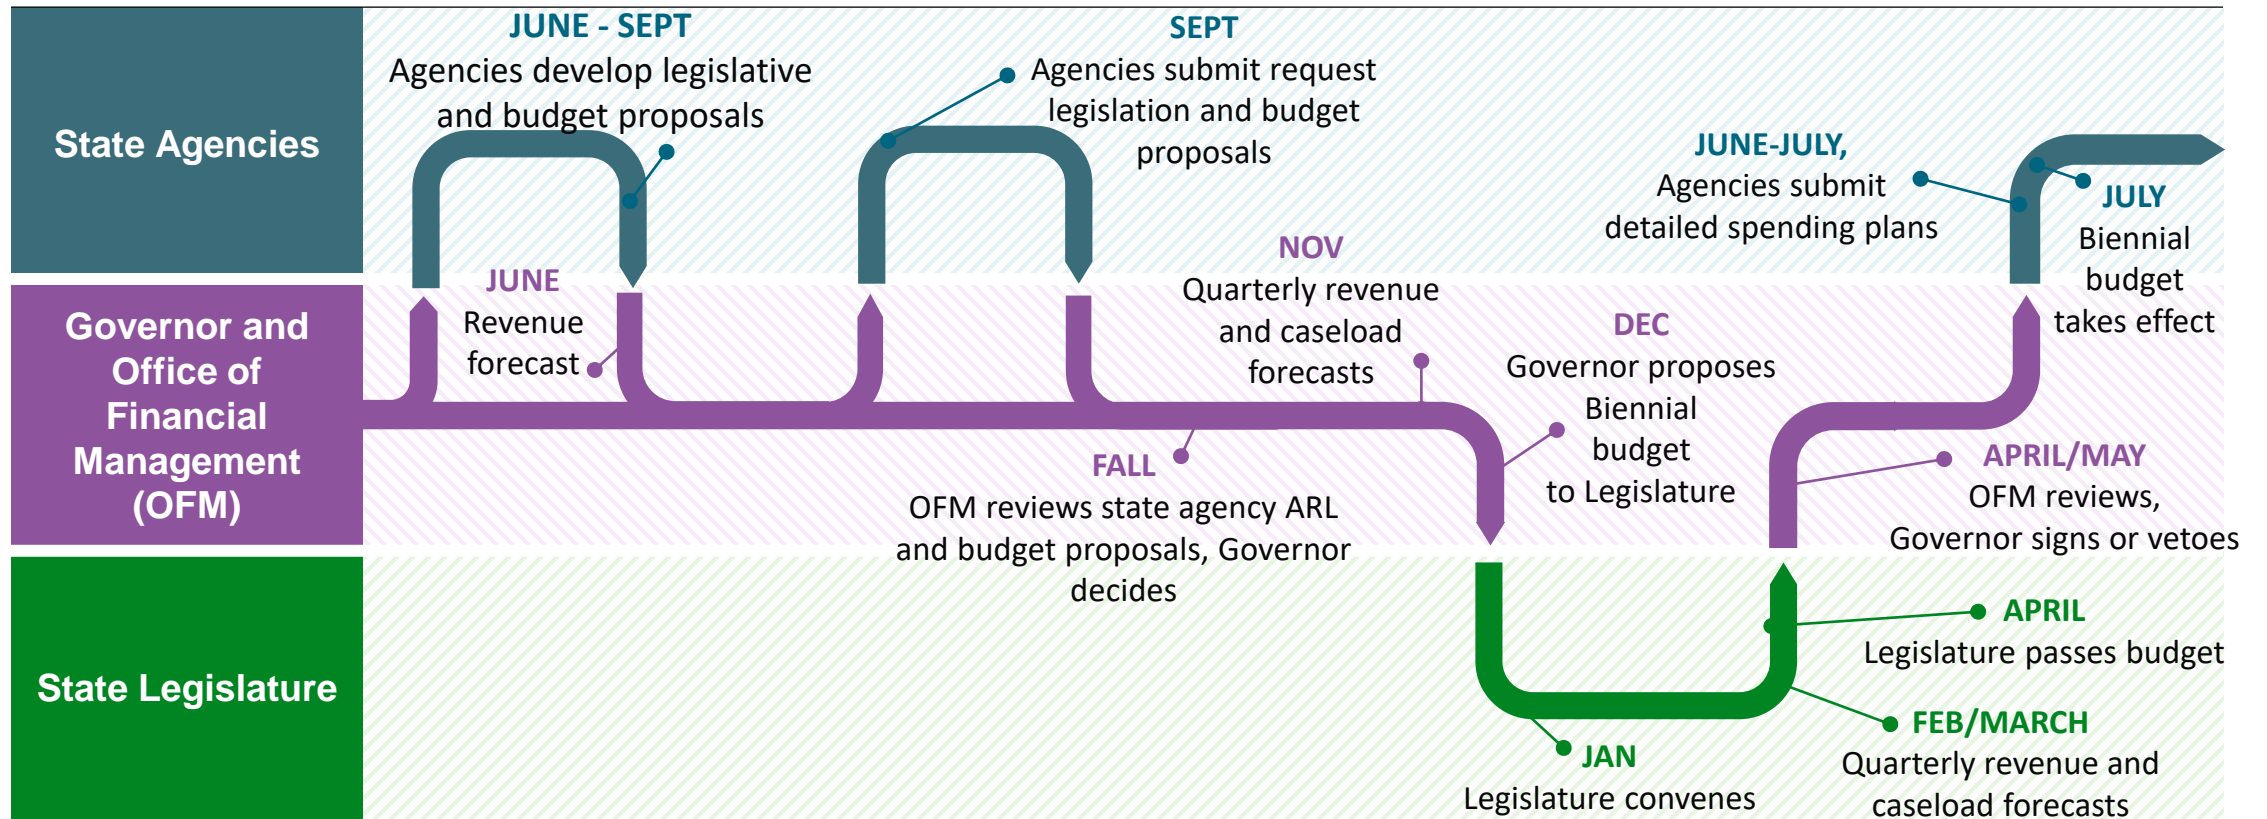 State Agencies
JUNE - SEPT
Agencies develop legislative
and budget proposals
SEPT
Agencies submit request
legislation and budget
proposals
JUNE-JULY,
Agencies submit
detailed spending plans
JULY
Biennial
budget
takes effect
Governor and
Office of
Financial
Management
(OFM)
JUNE
Revenue
forecast
FALL
OFM reviews state agency ARL
and budget proposals, Governor
decides
NOV
Quarterly revenue
and caseload
forecasts
DEC
Governor proposes
Biennial
budget
to Legislature
APRIL/MAY
OFM reviews,
Governor signs or vetoes
State Legislature
JAN
Legislature convenes
FEB/MARCH
Quarterly revenue and
caseload forecasts
APRIL
Legislature passes budget